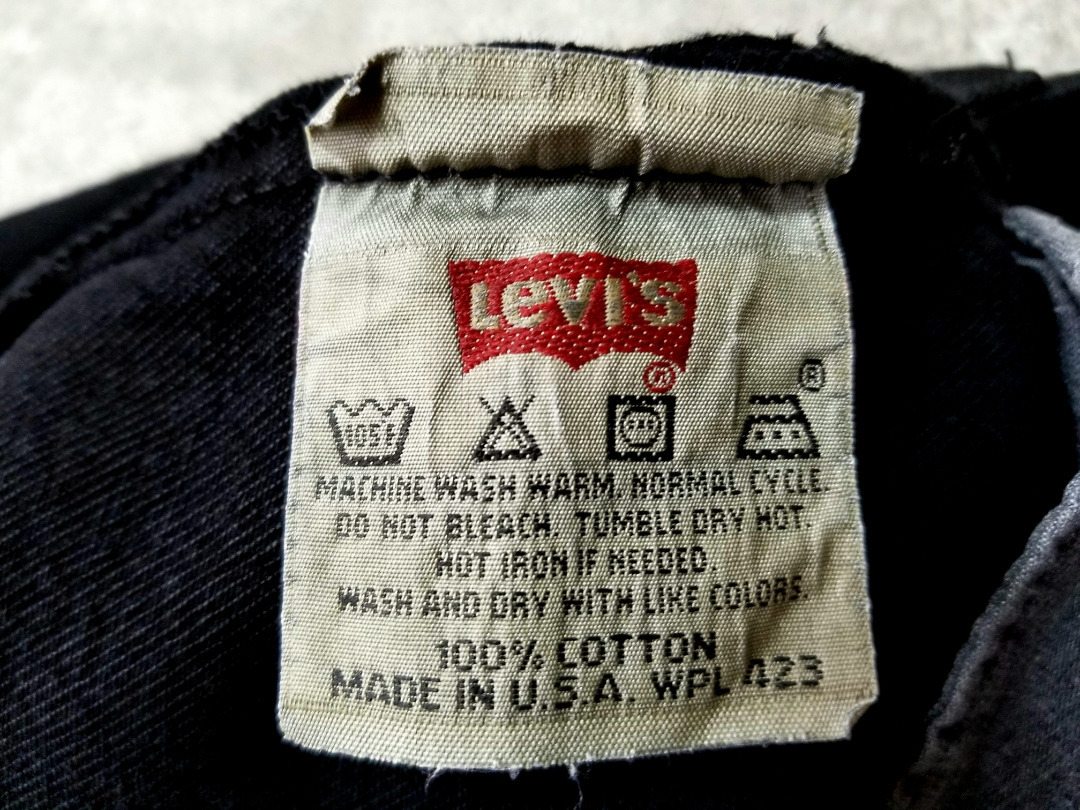 LEVI'S
®
®
105F
MACHINE WASH WARM. NORMAL CYCLE.
DO NOT BLEACH. TUMBLE DRY HOT.
HOT IRON IF NEEDED.
WASH AND DRY WITH LIKE COLORS.
100% COTTON
MADE IN U.S.A. WPL 423